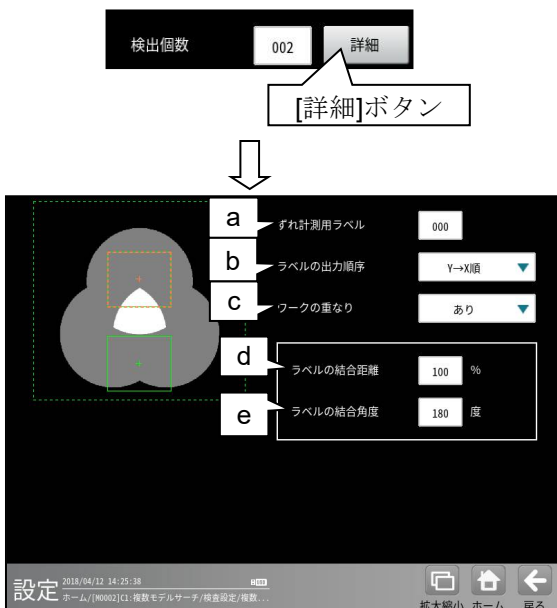 検出個数 002 詳細
[詳細]ボタン
a ずれ計測用ラベル 000
b ラベルの出力順序 Y→X順
c ワークの重なり あり
d ラベルの結合距離 100 %
e ラベルの結合角度 180 度
設定 2018/04/12 14:25:38
ホーム/[M0002]C1:複数モデルサーチ/検査設定/複数...
拡大縮小 ホーム 戻る